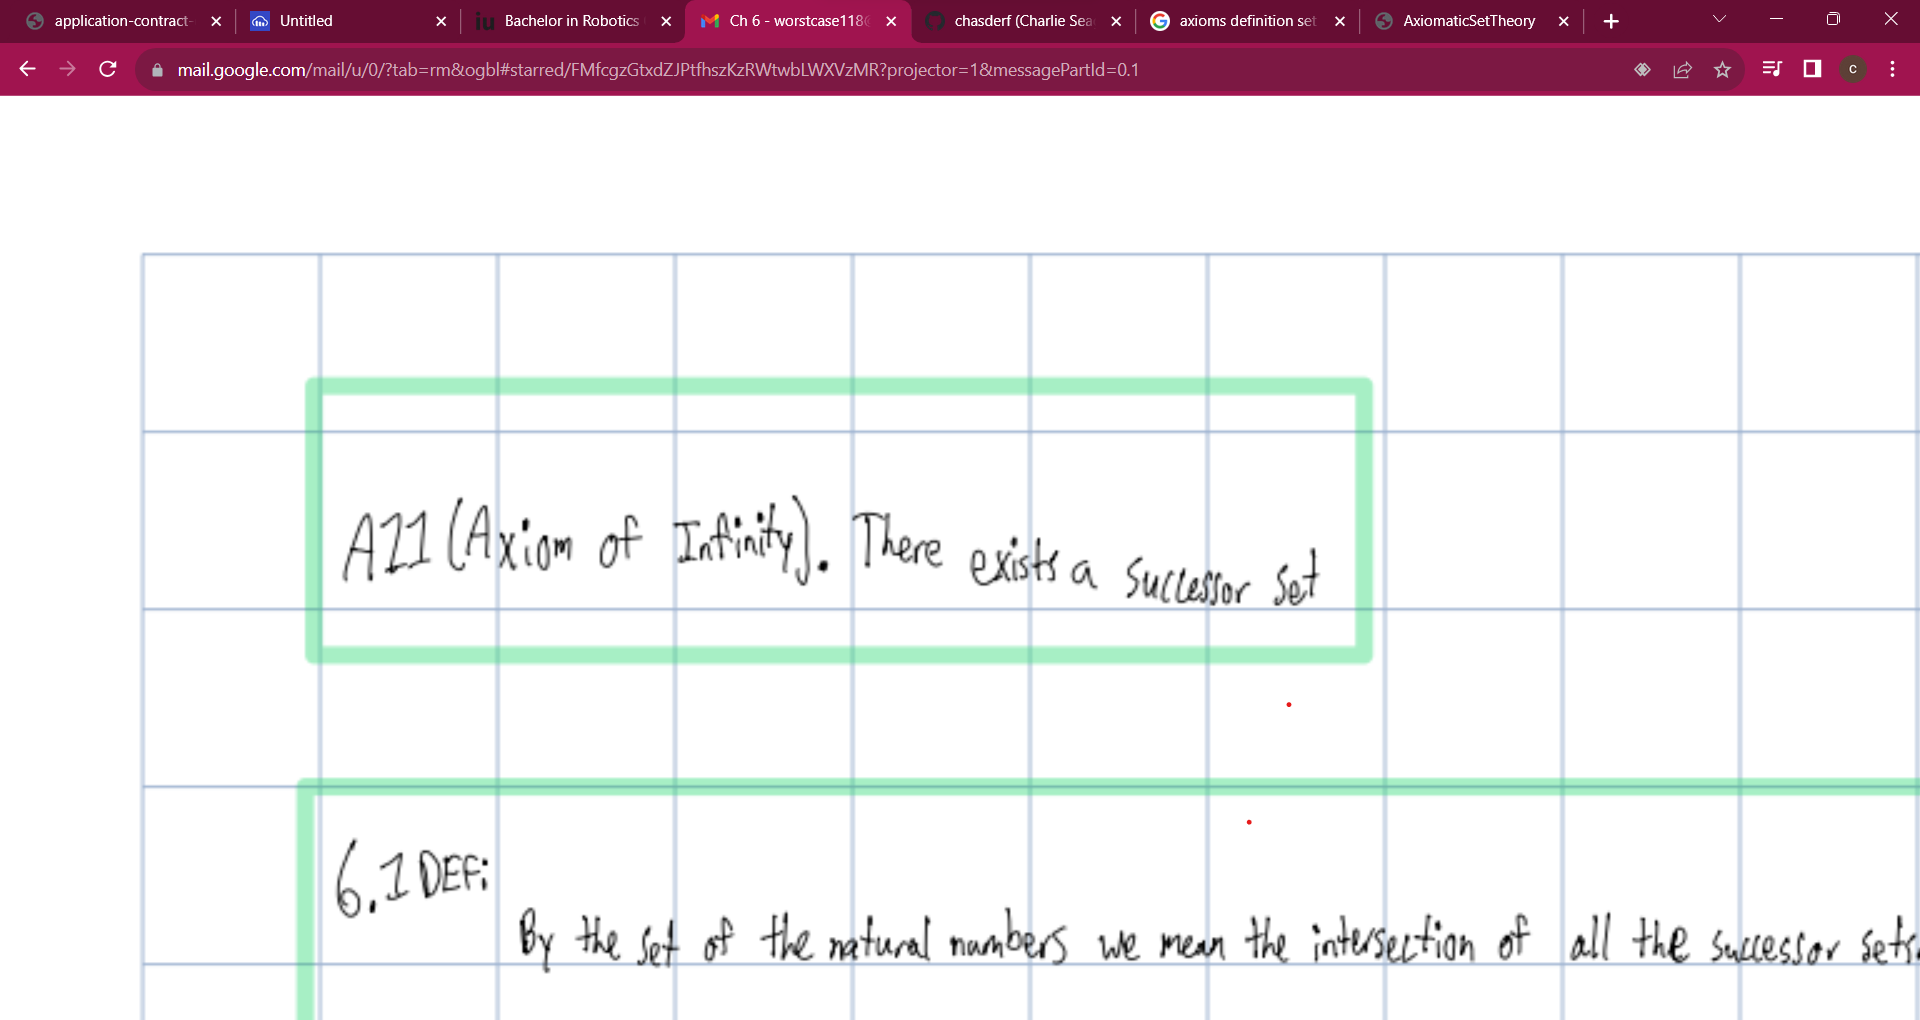 application-contract-
Untitled
Bachelor in Robotics
Ch 6 - worstcase118
chasderf (Charlie Sea
axioms definition set
AxiomaticSetTheory
mail.google.com/mail/u/0/?tab=rm&ogbl#starred/FMfcgzGtxdZJPtfhszKzRWtwbLWXVzMR?projector=1&messagePartId=0.1
c
A11 (Axiom of Infinity). There exists a successor set
6.1 DEF:
By the set of the natural numbers we mean the intersection of all the successor sets.